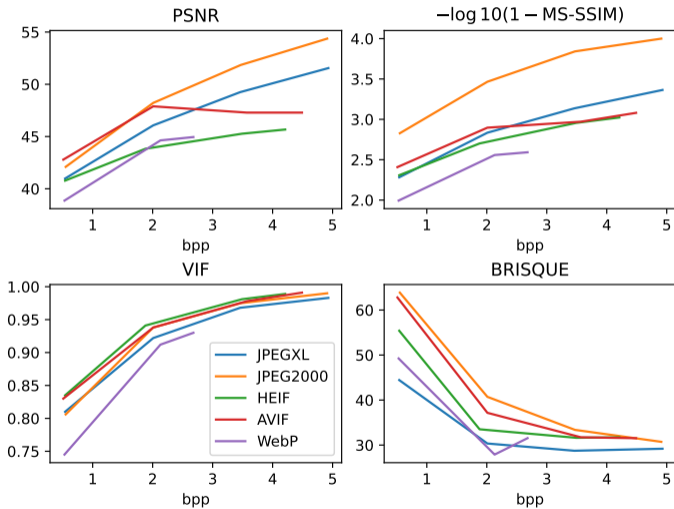 PSNR
55
50
45
40
1 2 3 4 5
bpp
−log 10(1 − MS-SSIM)
4.0
3.5
3.0
2.5
2.0
1 2 3 4 5
bpp
VIF
1.00
0.95
0.90
0.85
0.80
0.75
JPEGXL
JPEG2000
HEIF
AVIF
WebP
1 2 3 4 5
bpp
BRISQUE
60
50
40
30
1 2 3 4 5
bpp